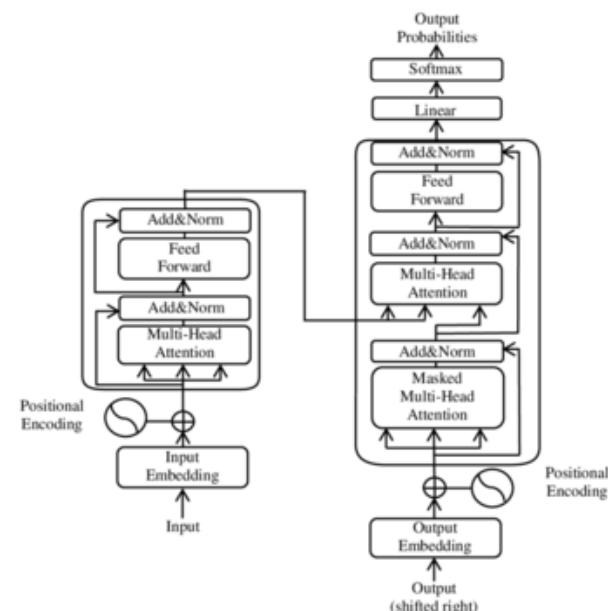 Output
Probabilities
Softmax
Linear
Add&Norm
Feed
Forward
Add&Norm
Multi-Head
Attention
Add&Norm
Masked
Multi-Head
Attention
Positional
Encoding
Output
Embedding
Output
(shifted right)
Add&Norm
Feed
Forward
Add&Norm
Multi-Head
Attention
Positional
Encoding
Input
Embedding
Input